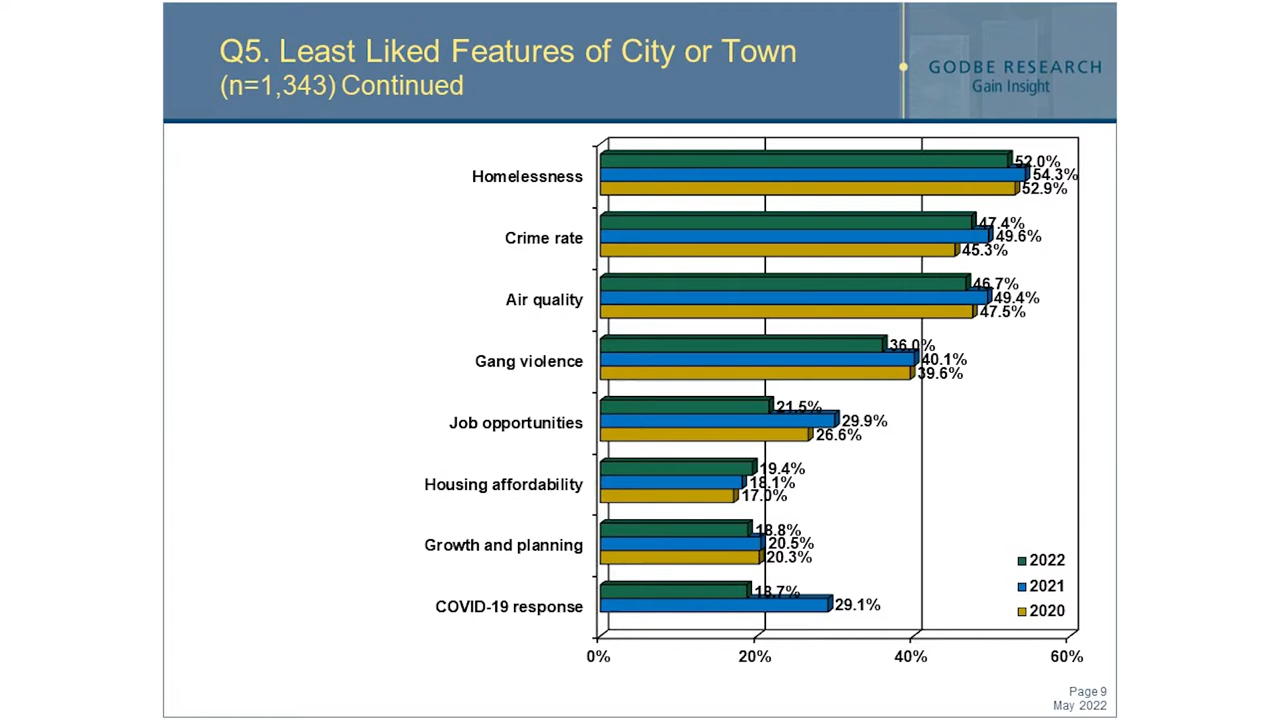 Q5. Least Liked Features of City or Town
(n=1,343) Continued
GODBE RESEARCH
Gain Insight
Homelessness
52.0%
54.3%
52.9%
Crime rate
47.4%
49.6%
45.3%
Air quality
46.7%
49.4%
47.5%
Gang violence
36.0%
40.1%
39.6%
Job opportunities
21.5%
29.9%
26.6%
Housing affordability
19.4%
18.1%
17.0%
Growth and planning
18.8%
20.5%
20.3%
COVID-19 response
18.7%
29.1%
2022
2021
2020
0%
20%
40%
60%
Page 9
May 2022